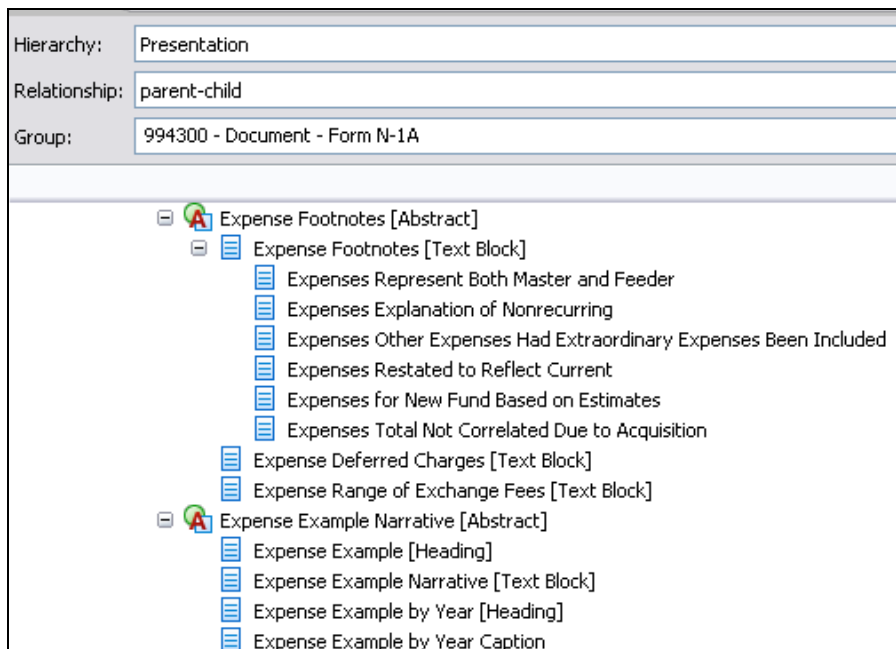 Hierarchy: Presentation
Relationship: parent-child
Group: 994300 - Document - Form N-1A
A Expense Footnotes [Abstract]
Expense Footnotes [Text Block]
Expenses Represent Both Master and Feeder
Expenses Explanation of Nonrecurring
Expenses Other Expenses Had Extraordinary Expenses Been Included
Expenses Restated to Reflect Current
Expenses for New Fund Based on Estimates
Expenses Total Not Correlated Due to Acquisition
Expense Deferred Charges [Text Block]
Expense Range of Exchange Fees [Text Block]
A Expense Example Narrative [Abstract]
Expense Example [Heading]
Expense Example Narrative [Text Block]
Expense Example by Year [Heading]
Expense Example by Year Caption